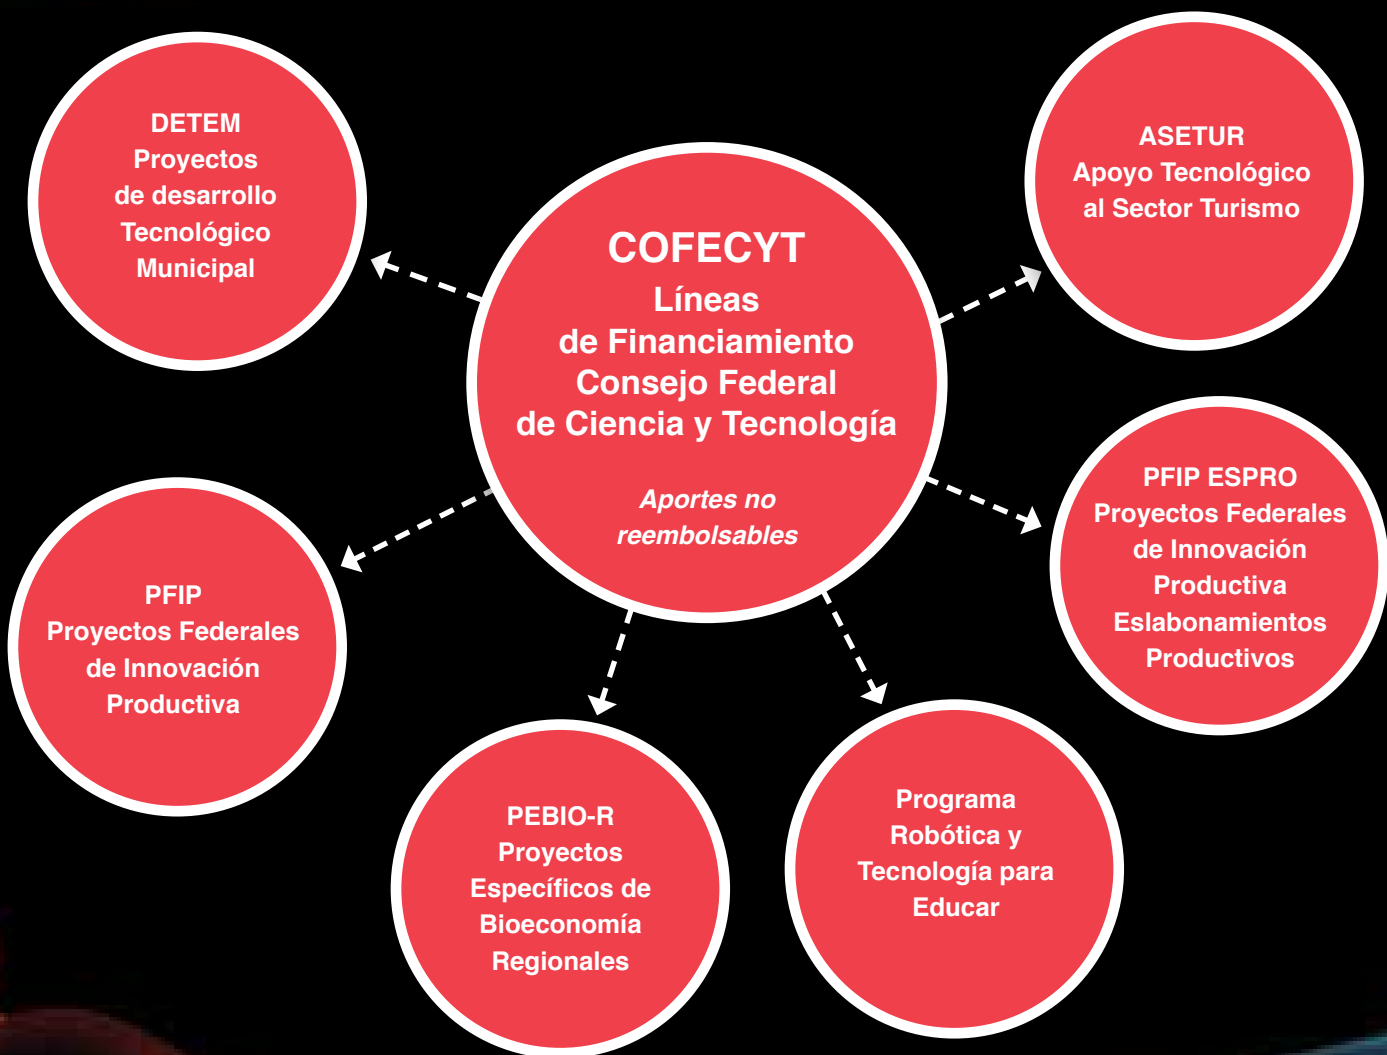 DETEM
Proyectos
de desarrollo
Tecnológico
Municipal
COFECYT
Líneas
de Financiamiento
Consejo Federal
de Ciencia y Tecnología
Aportes no
reembolsables
ASETUR
Apoyo Tecnológico
al Sector Turismo
PFIP ESPRO
Proyectos Federales
de Innovación
Productiva
Eslabonamientos
Productivos
PFIP
Proyectos Federales
de Innovación
Productiva
PEBIO-R
Proyectos
Específicos de
Bioeconomía
Regionales
Programa
Robótica y
Tecnología para
Educar